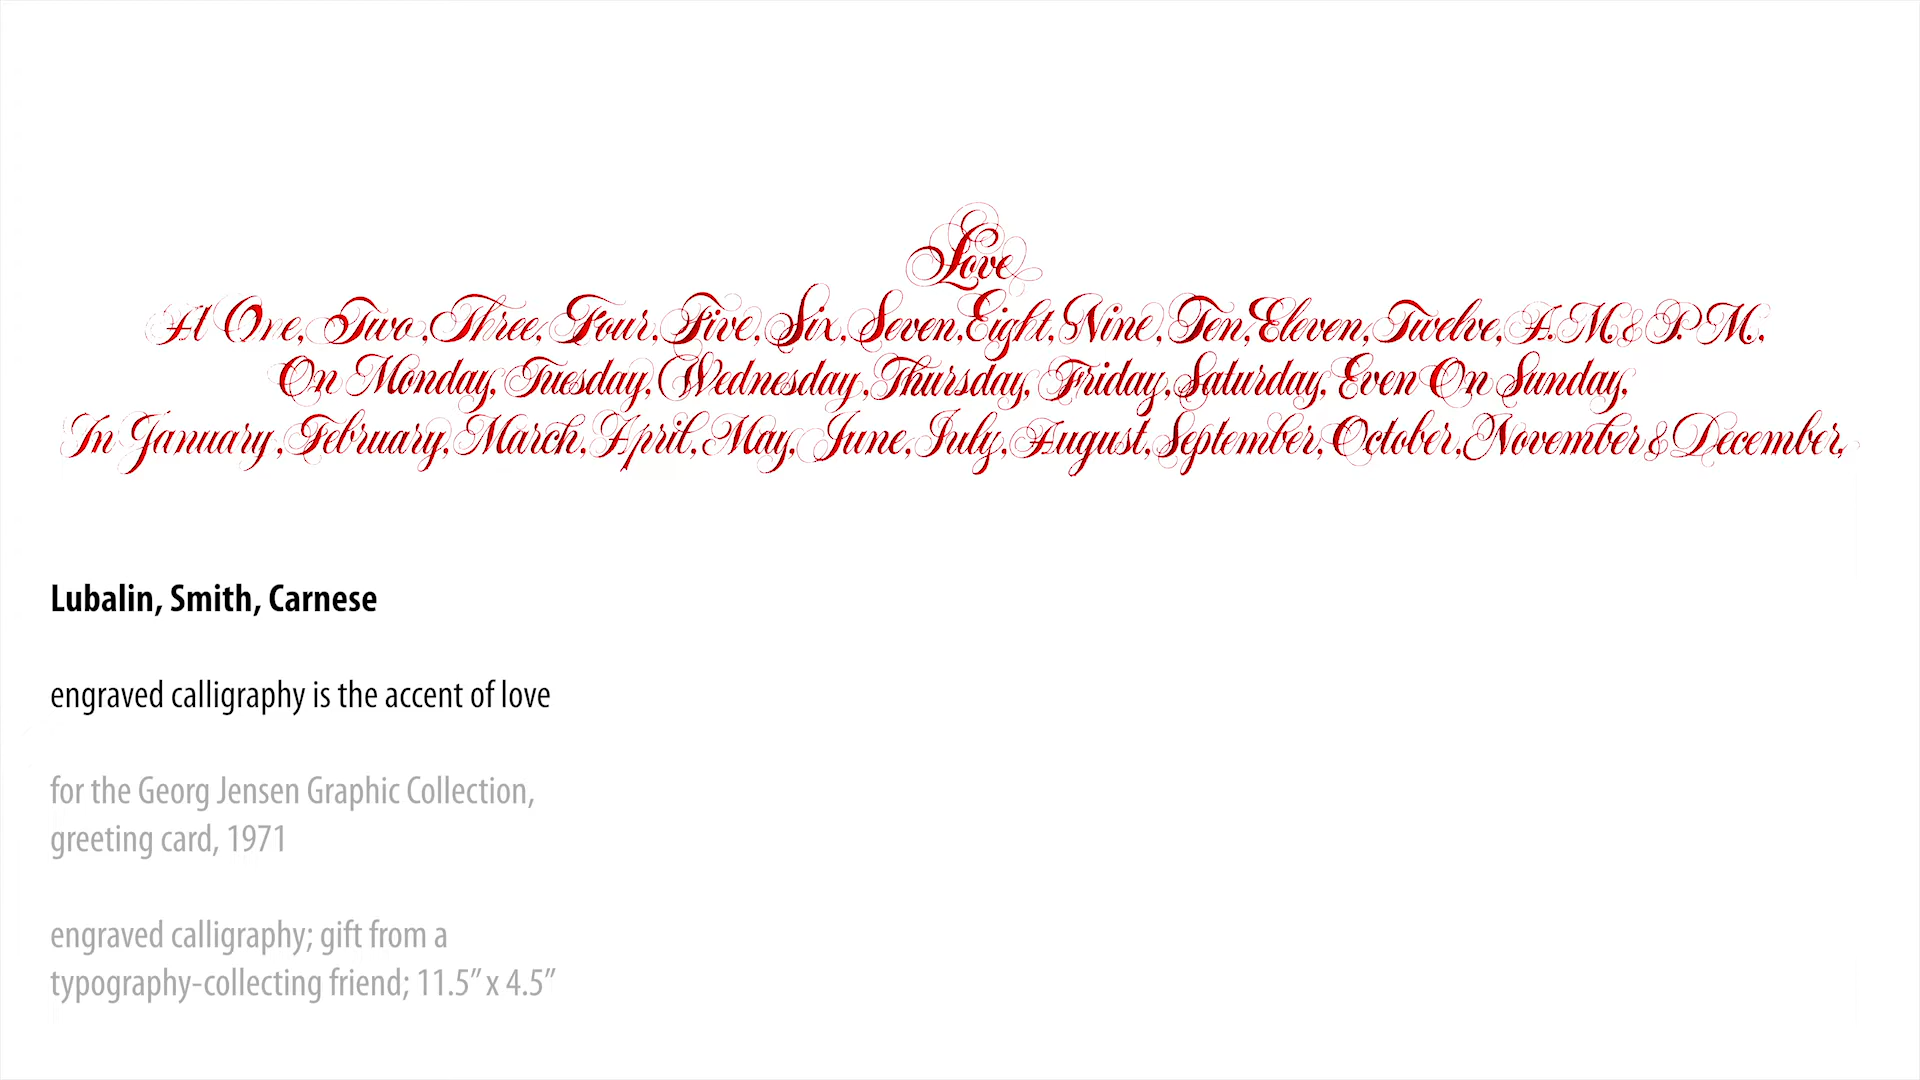 Love
At One, Two, Three, Four, Five, Six, Seven, Eight, Nine, Ten, Eleven, Twelve, A.M. & P.M.,
On Monday, Tuesday, Wednesday, Thursday, Friday, Saturday, Even On Sunday,
In January, February, March, April, May, June, July, August, September, October, November & December,
Lubalin, Smith, Carnese
engraved calligraphy is the accent of love
for the Georg Jensen Graphic Collection,
greeting card, 1971
engraved calligraphy; gift from a
typography-collecting friend; 11.5” x 4.5”